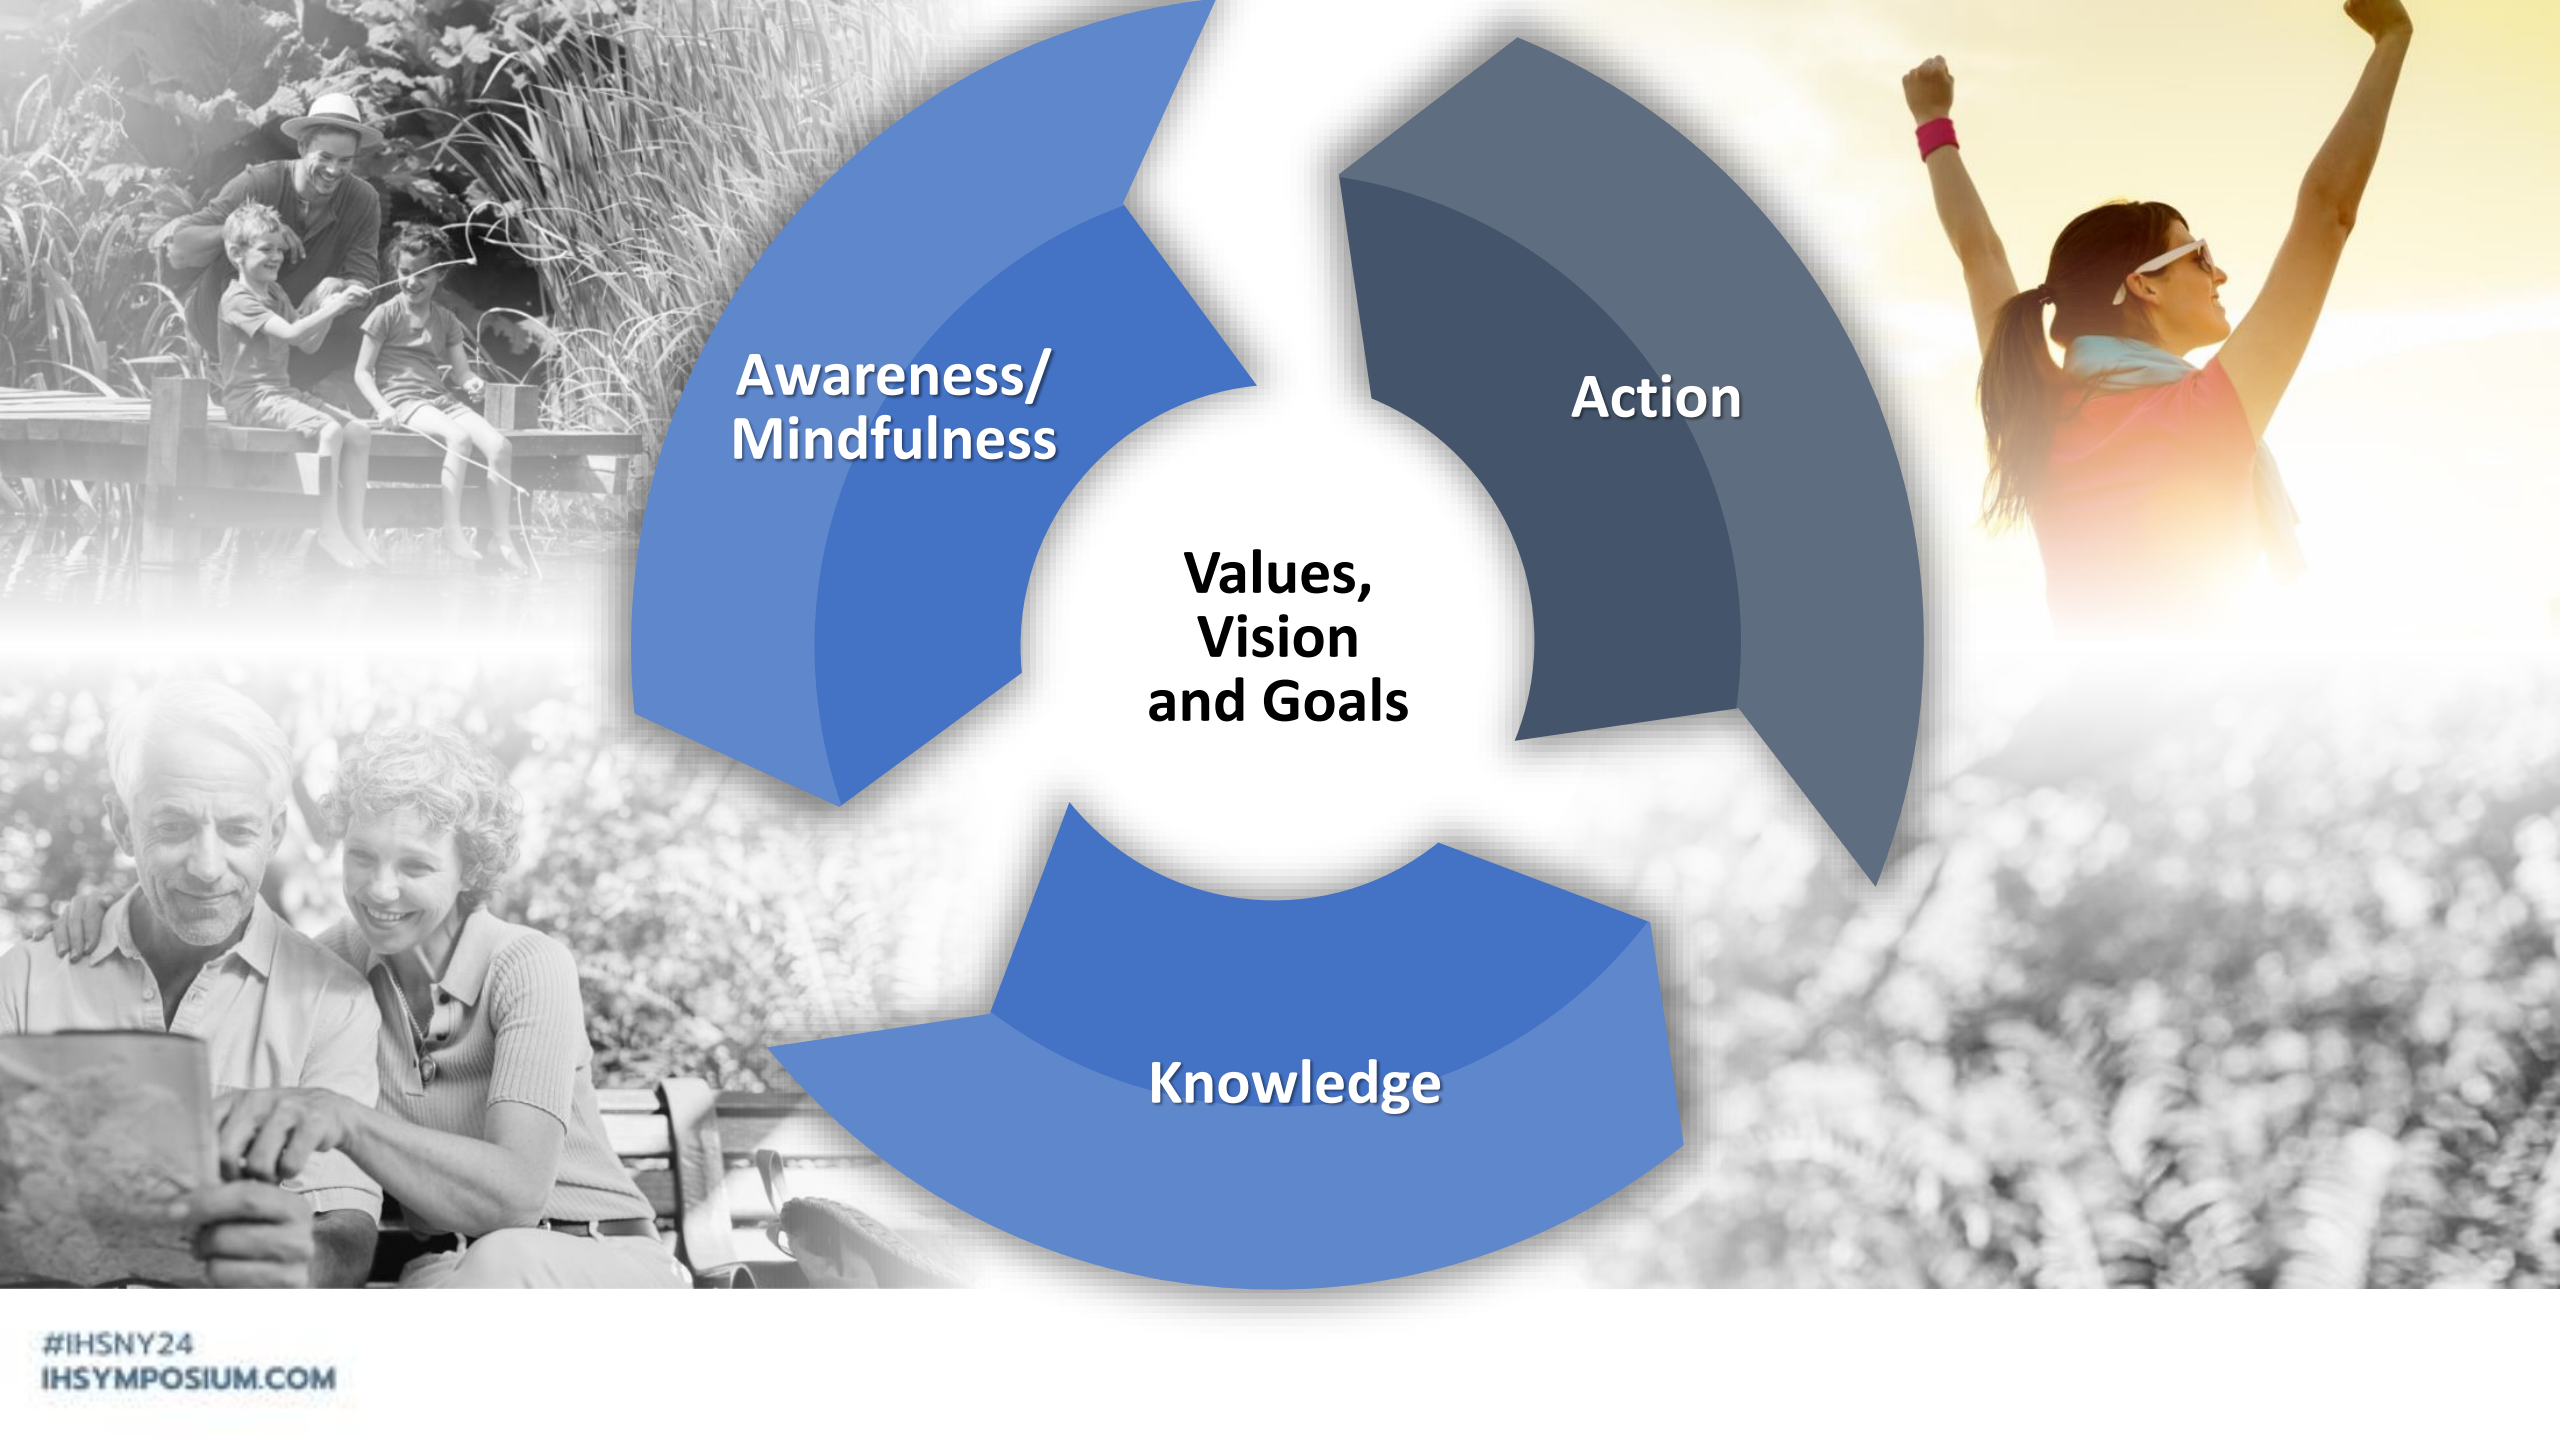 Awareness/
Mindfulness
Action
Values,
Vision
and Goals
Knowledge
#IHSNY24
IHSYMPOSIUM.COM